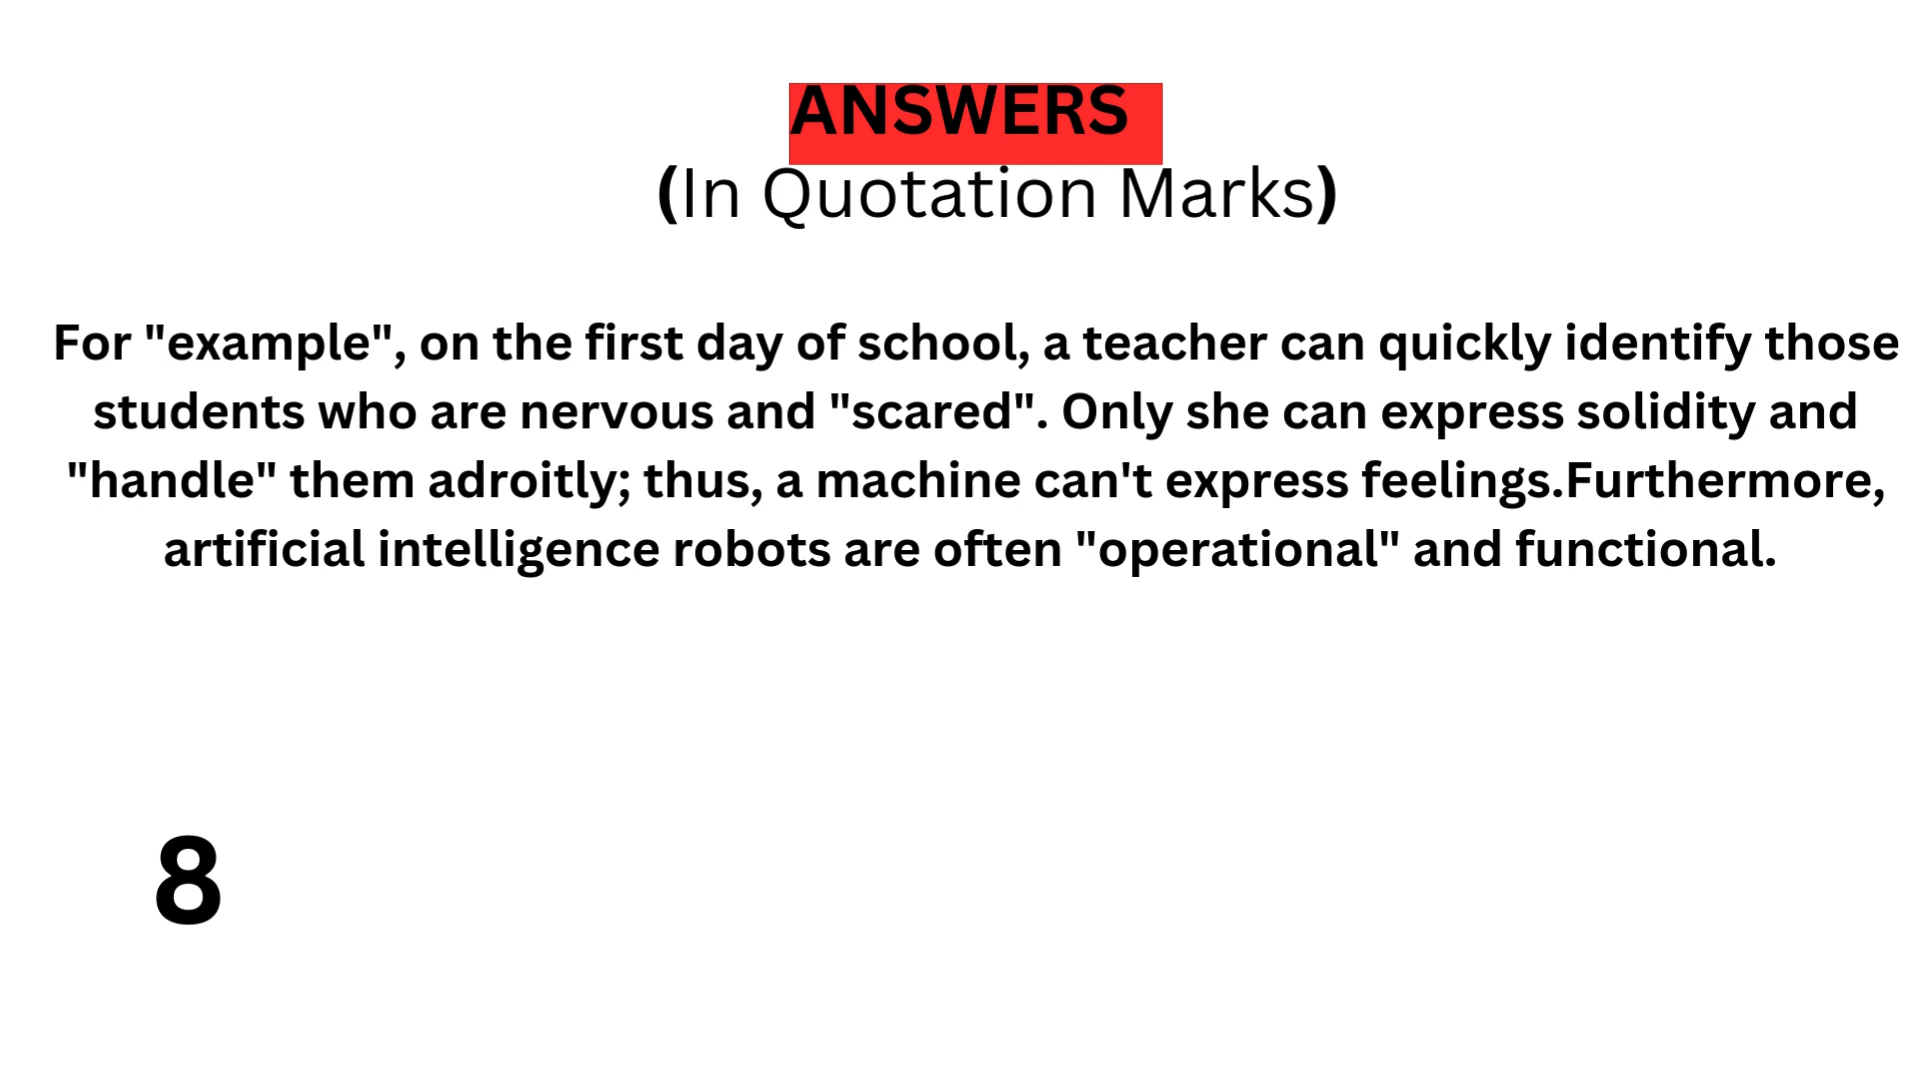 ANSWERS
(In Quotation Marks)
For "example", on the first day of school, a teacher can quickly identify those
students who are nervous and "scared". Only she can express solidity and
"handle" them adroitly; thus, a machine can't express feelings.Furthermore,
artificial intelligence robots are often "operational" and functional.
8